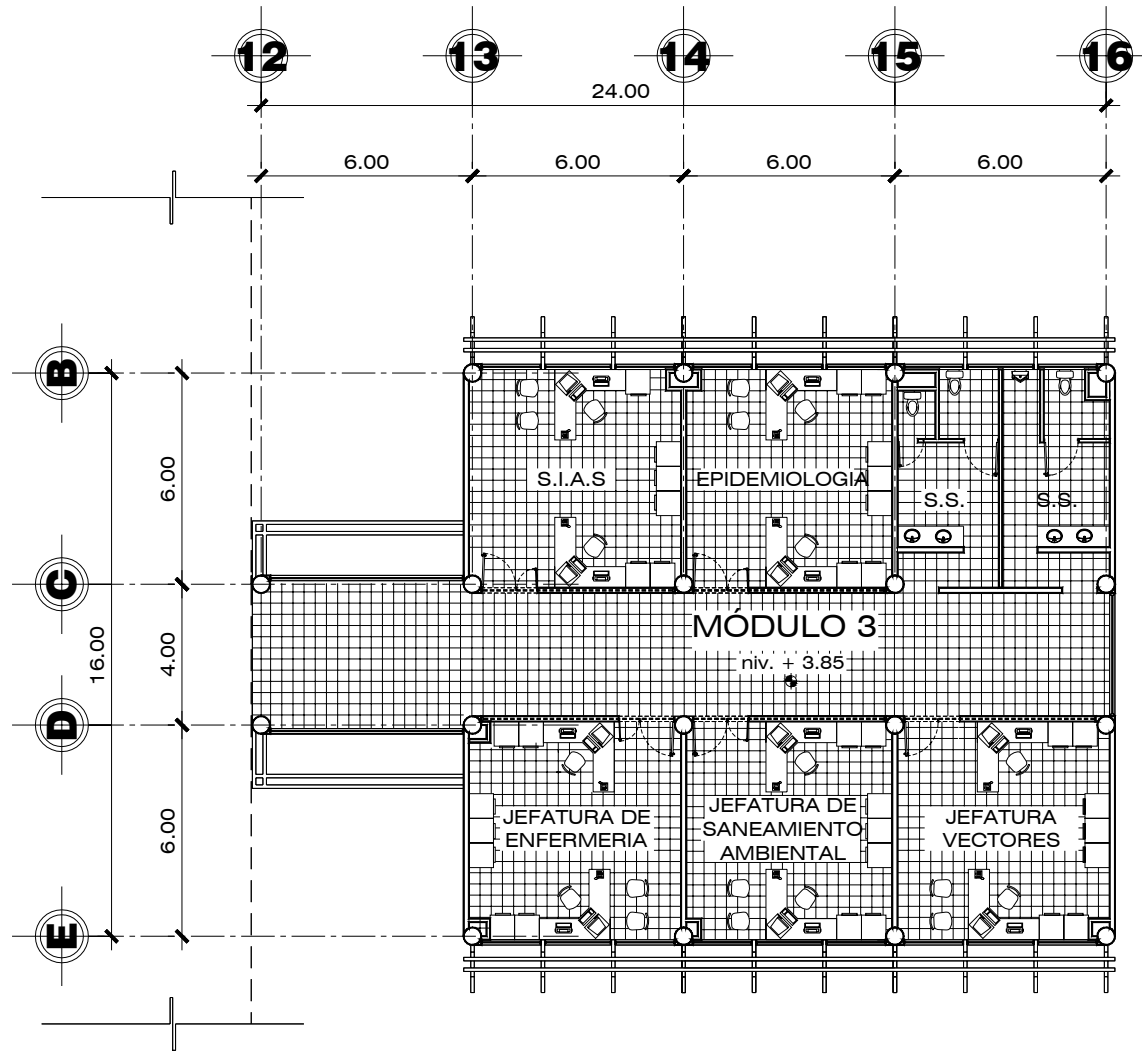 12 13 14 15 16
24.00
6.00 6.00 6.00 6.00
B
C
D
E
6.00
4.00
16.00
6.00
S.I.A.S
EPIDEMIOLOGIA
S.S.
S.S.
MÓDULO 3
niv. + 3.85
JEFATURA DE
ENFERMERIA
JEFATURA DE
SANEAMIENTO
AMBIENTAL
JEFATURA
VECTORES